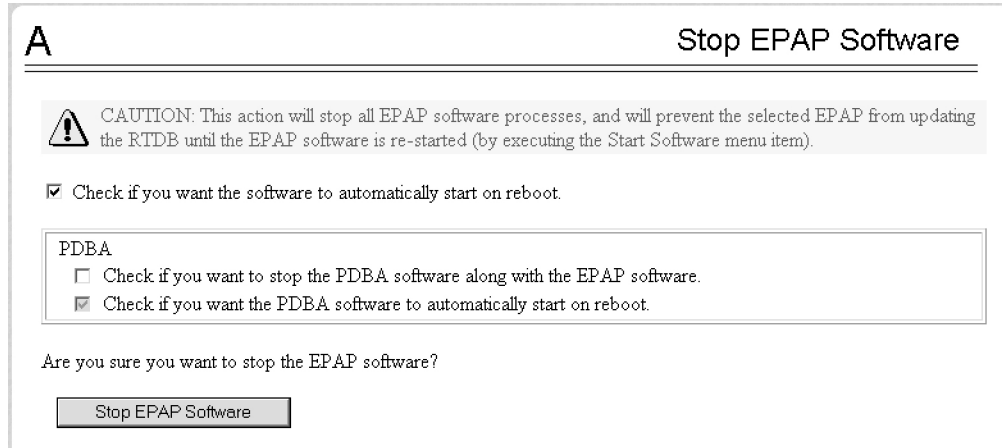 A
Stop EPAP Software
CAUTION: This action will stop all EPAP software processes, and will prevent the selected EPAP from updating
the RTDB until the EPAP software is re-started (by executing the Start Software menu item).
Check if you want the software to automatically start on reboot.
PDBA
Check if you want to stop the PDBA software along with the EPAP software.
Check if you want the PDBA software to automatically start on reboot.
Are you sure you want to stop the EPAP software?
Stop EPAP Software